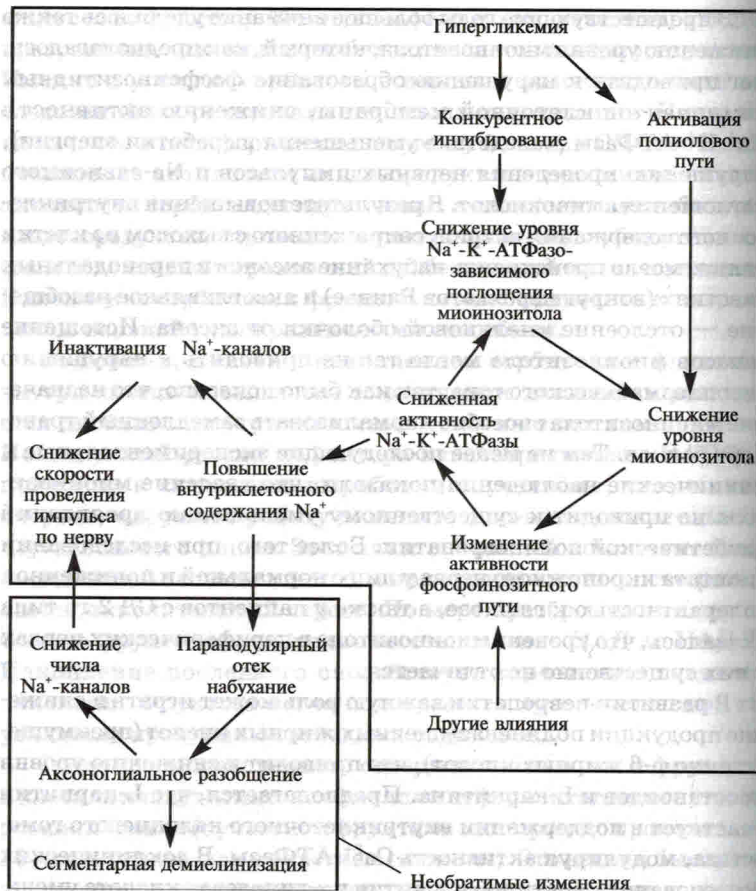 Гипергликемия
Конкурентное
ингибирование
Активация
полиолового
пути
Снижение уровня
Na⁺-K⁺-АТФазо-
зависимого
поглощения
миоинозитола
Инактивация Na⁺-каналов
Сниженная
активность
Na⁺-K⁺-АТФазы
Снижение
уровня
миоинозитола
Снижение
скорости
проведения
импульса
по нерву
Повышение
внутриклеточного
содержания Na⁺
Изменение
активности
фосфоинозитного
пути
Снижение
числа
Na⁺-каналов
Паранодулярный
отек
набухание
Другие влияния
Аксоноглиальное разобщение
Сегментарная демиелинизация
Необратимые изменения